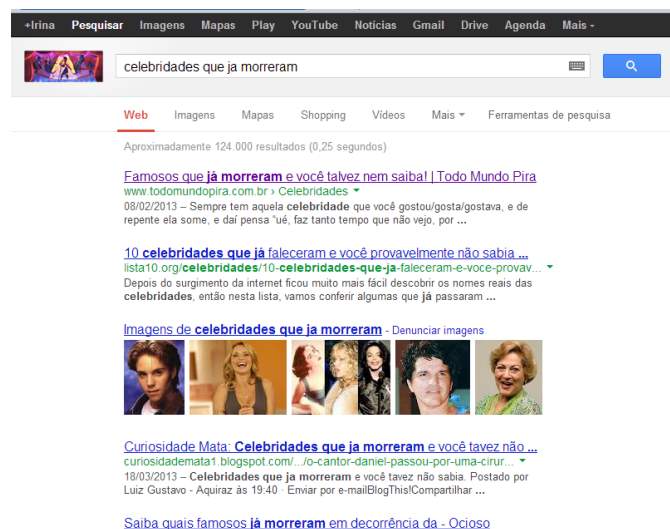 +Irina Pesquisar Imagens Mapas Play YouTube Notícias Gmail Drive Agenda Mais
celebridades que ja morreram
Web Imagens Mapas Shopping Vídeos Mais Ferramentas de pesquisa
Aproximadamente 124.000 resultados (0,25 segundos)
Famosos que já morreram e você talvez nem saiba! | Todo Mundo Pira
www.todomundopira.com.br › Celebridades
08/02/2013 – Sempre tem aquela celebridade que você gostou/gosta/gostava, e de
repente ela some, e daí pensa “ué, faz tanto tempo que não vejo, por ...
10 celebridades que já faleceram e você provavelmente não sabia ...
lista10.org/celebridades/10-celebridades-que-ja-faleceram-e-voce-provav...
Depois do surgimento da internet ficou muito mais fácil descobrir os nomes reais das
celebridades, então nesta lista, vamos conferir algumas que já passaram ...
Imagens de celebridades que ja morreram - Denunciar imagens
Curiosidade Mata: Celebridades que ja morreram e você tavez não ...
curiosidademata1.blogspot.com/.../o-cantor-daniel-passou-por-uma-cirur...
18/03/2013 – Celebridades que ja morreram e você tavez não sabia. Postado por
Luiz Gustavo - Aquiraz às 19:40 · Enviar por e-mailBlogThis!Compartilhar ...
Saiba quais famosos já morreram em decorrência da - Ocioso